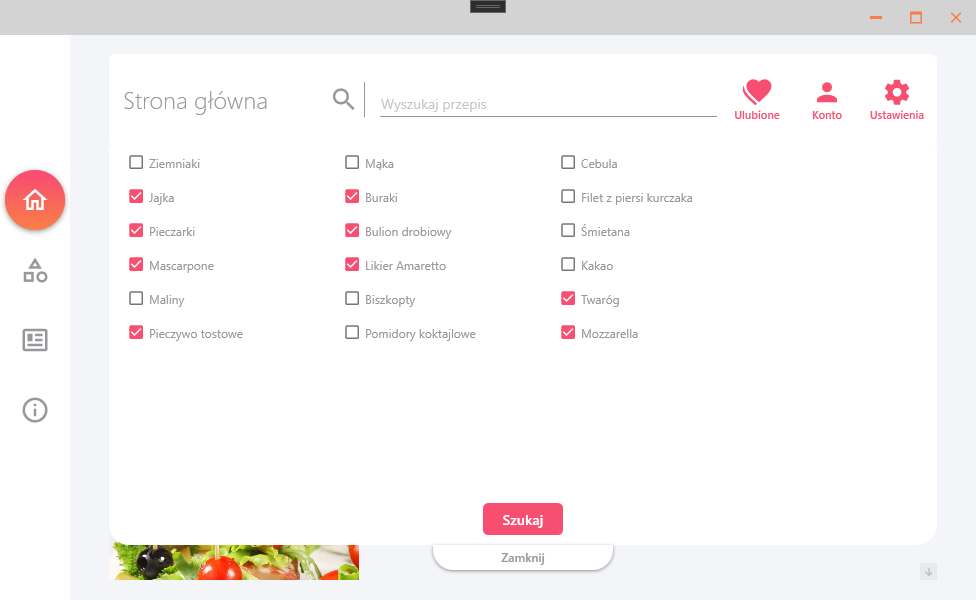 Strona główna
Wyszukaj przepis
Ulubione
Konto
Ustawienia
Ziemniaki
Mąka
Cebula
Jajka
Buraki
Filet z piersi kurczaka
Pieczarki
Bulion drobiowy
Śmietana
Mascarpone
Likier Amaretto
Kakao
Maliny
Biszkopty
Twaróg
Pieczywo tostowe
Pomidory koktajlowe
Mozzarella
Szukaj
Zamknij